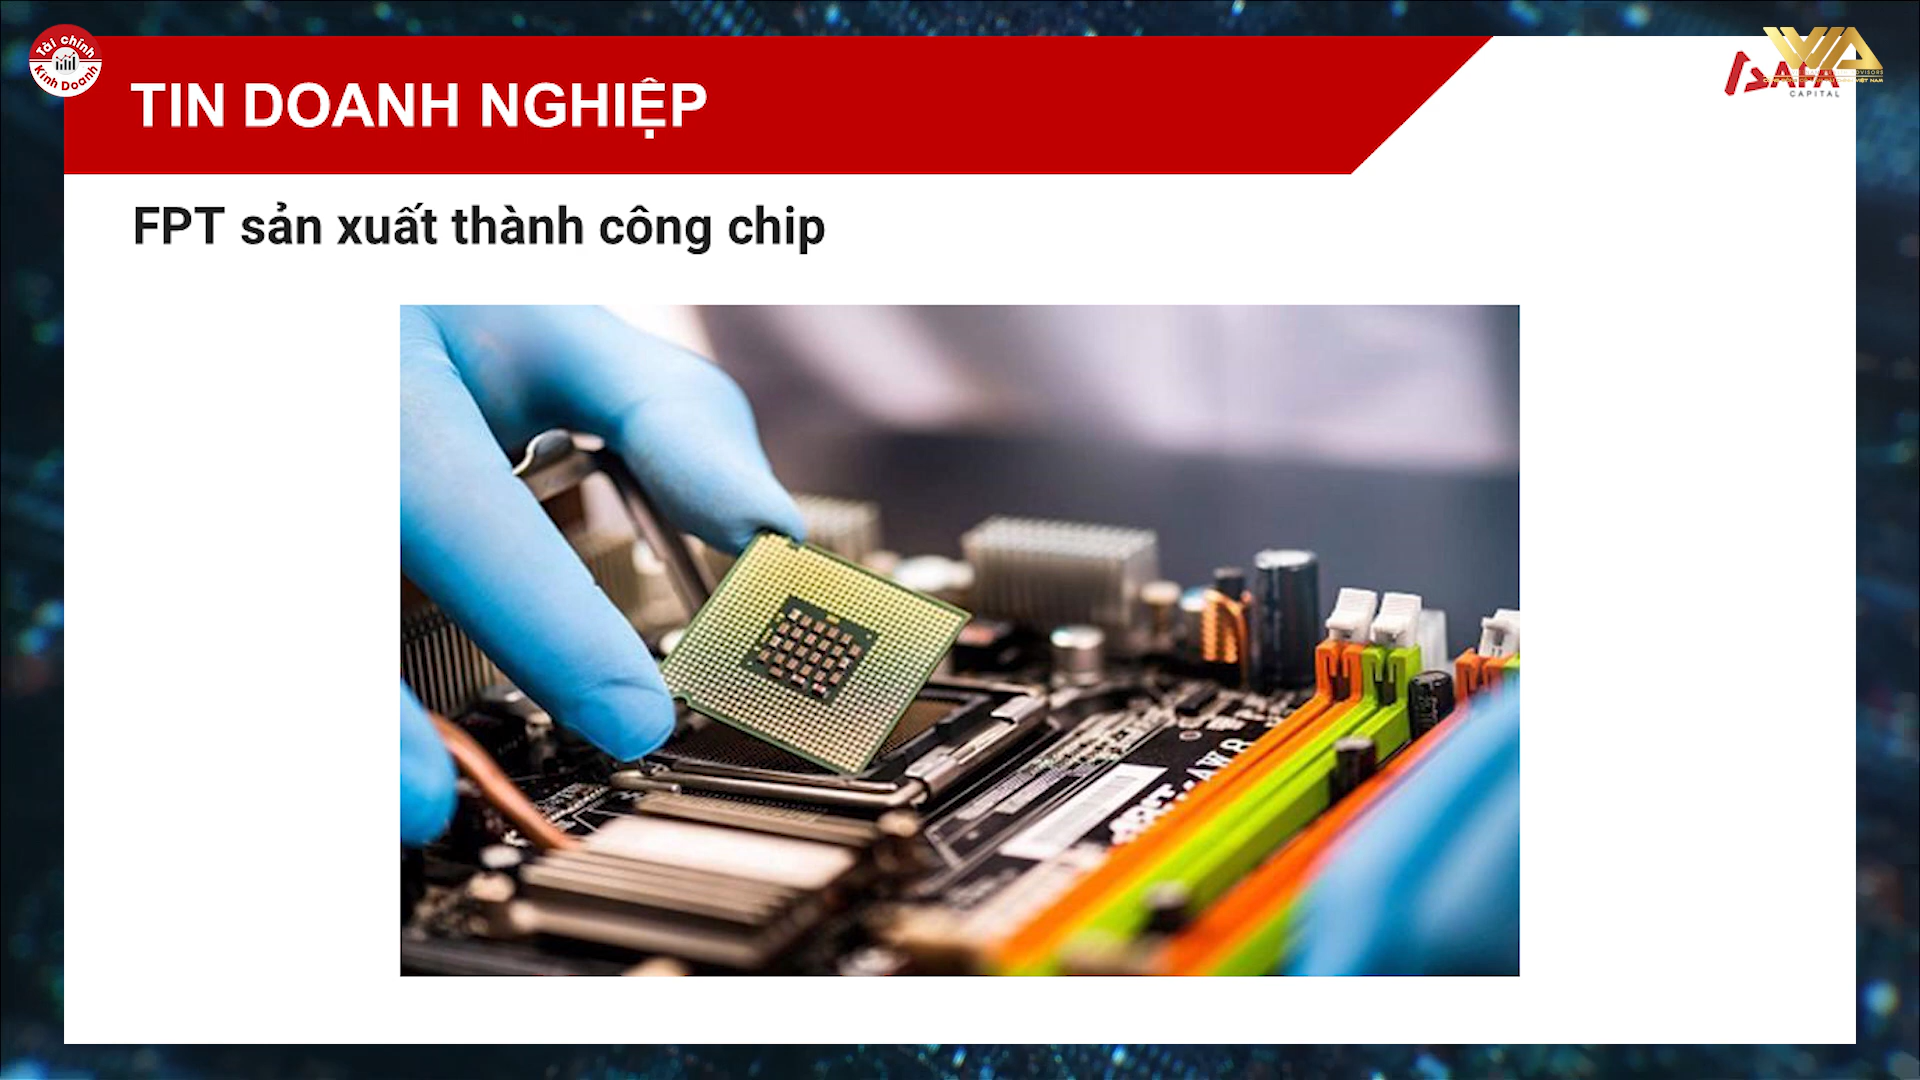 Tài chính
Kinh Doanh
TIN DOANH NGHIỆP
AFA
CAPITAL
FPT sản xuất thành công chip